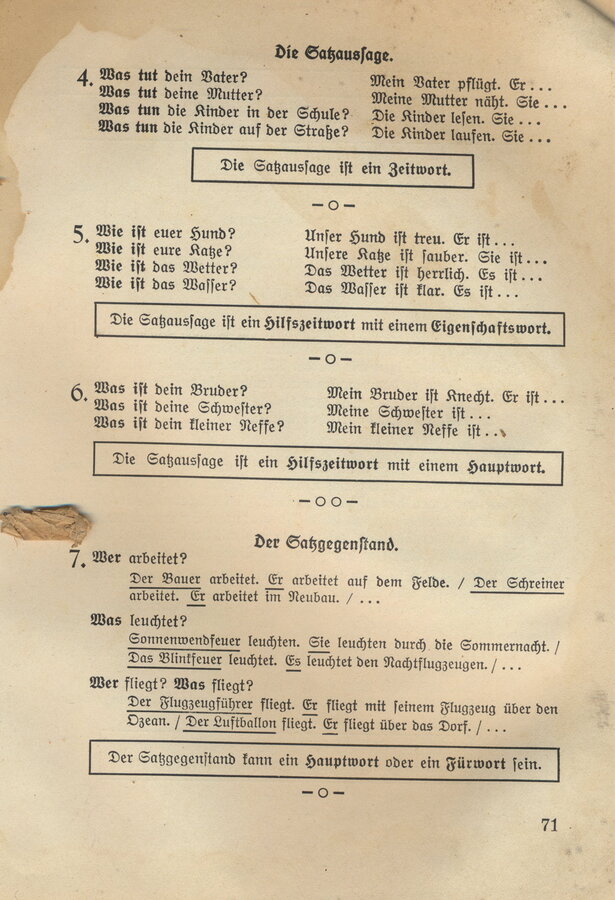 Die Satzaussage.
4. Was tut dein Vater? Mein Vater pflügt. Er ...
Was tut deine Mutter? Meine Mutter näht. Sie ...
Was tun die Kinder in der Schule? Die Kinder lesen. Sie ...
Was tun die Kinder auf der Straße? Die Kinder laufen. Sie ...
Die Satzaussage ist ein Zeitwort.
5. Wie ist euer Hund? Unser Hund ist treu. Er ist ...
Wie ist eure Katze? Unsere Katze ist sauber. Sie ist ...
Wie ist das Wetter? Das Wetter ist herrlich. Es ist ...
Wie ist das Wasser? Das Wasser ist klar. Es ist ...
Die Satzaussage ist ein Hilfszeitwort mit einem Eigenschaftswort.
6. Was ist dein Bruder? Mein Bruder ist Knecht. Er ist ...
Was ist deine Schwester? Meine Schwester ist ...
Was ist dein kleiner Neffe? Mein kleiner Neffe ist ...
Die Satzaussage ist ein Hilfszeitwort mit einem Hauptwort.
Der Satzgegenstand.
7. Wer arbeitet?
Der Bauer arbeitet. Er arbeitet auf dem Felde. / Der Schreiner
arbeitet. Er arbeitet im Neubau. / ...
Was leuchtet?
Sonnenwendfeuer leuchten. Sie leuchten durch die Sommernacht. /
Das Blinkfeuer leuchtet. Es leuchtet den Nachtflugzeugen. / ...
Wer fliegt? Was fliegt?
Der Flugzeugführer fliegt. Er fliegt mit seinem Flugzeug über den
Ozean. / Der Luftballon fliegt. Er fliegt über das Dorf. / ...
Der Satzgegenstand kann ein Hauptwort oder ein Fürwort sein.
71